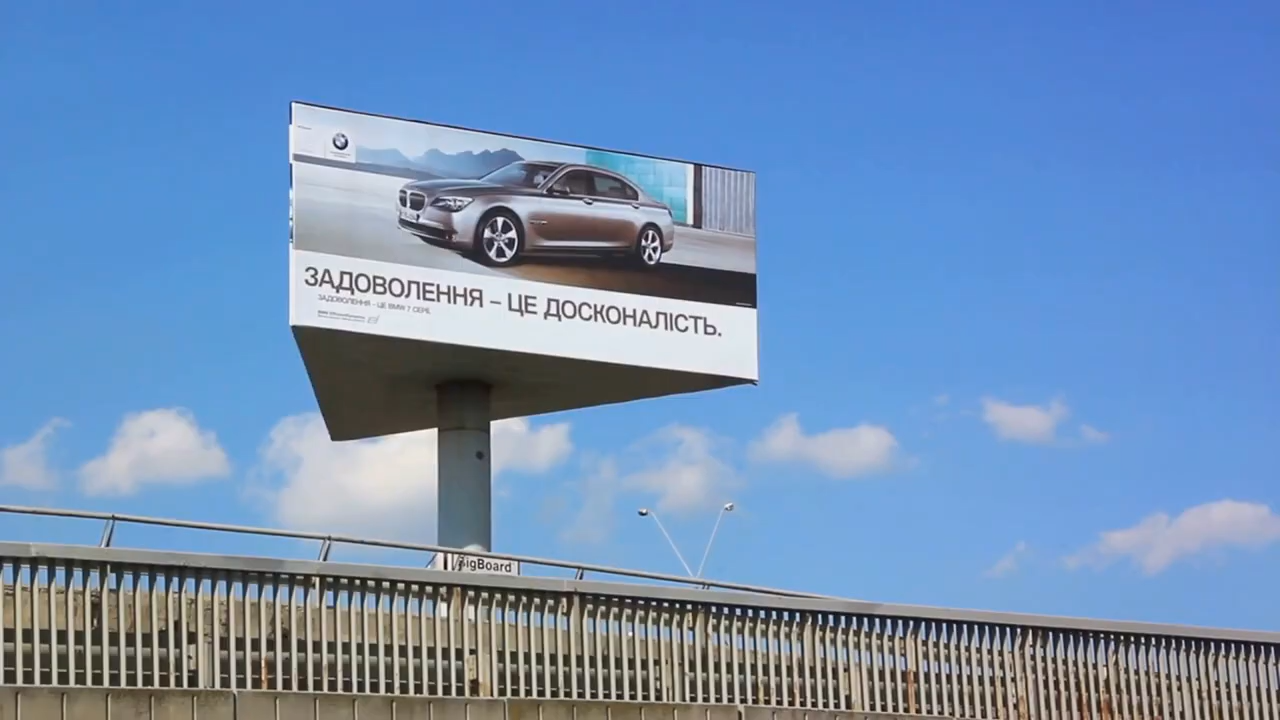 ЗАДОВОЛЕННЯ – ЦЕ ДОСКОНАЛІСТЬ.
ЗАДОВОЛЕННЯ - ЦЕ BMW 7 СЕРІЇ.
BigBoard